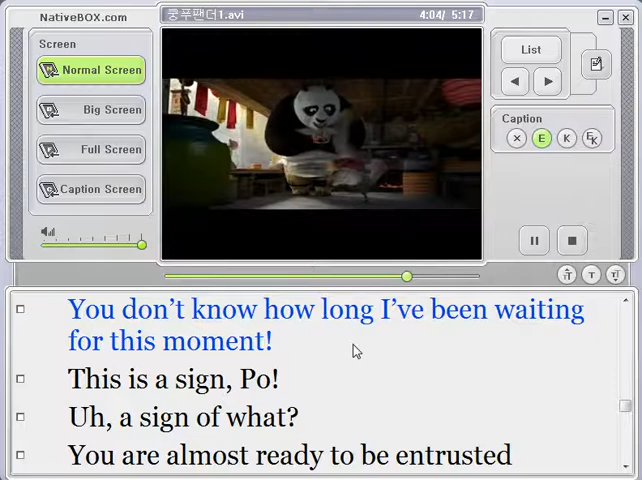 NativeBOX.com
쿵푸팬더1.avi
4:04/ 5:17
Screen
Normal Screen
Big Screen
Full Screen
Caption Screen
List
Caption
E
K
EK
T
T
T
You don't know how long I've been waiting
for this moment!
This is a sign, Po!
Uh, a sign of what?
You are almost ready to be entrusted